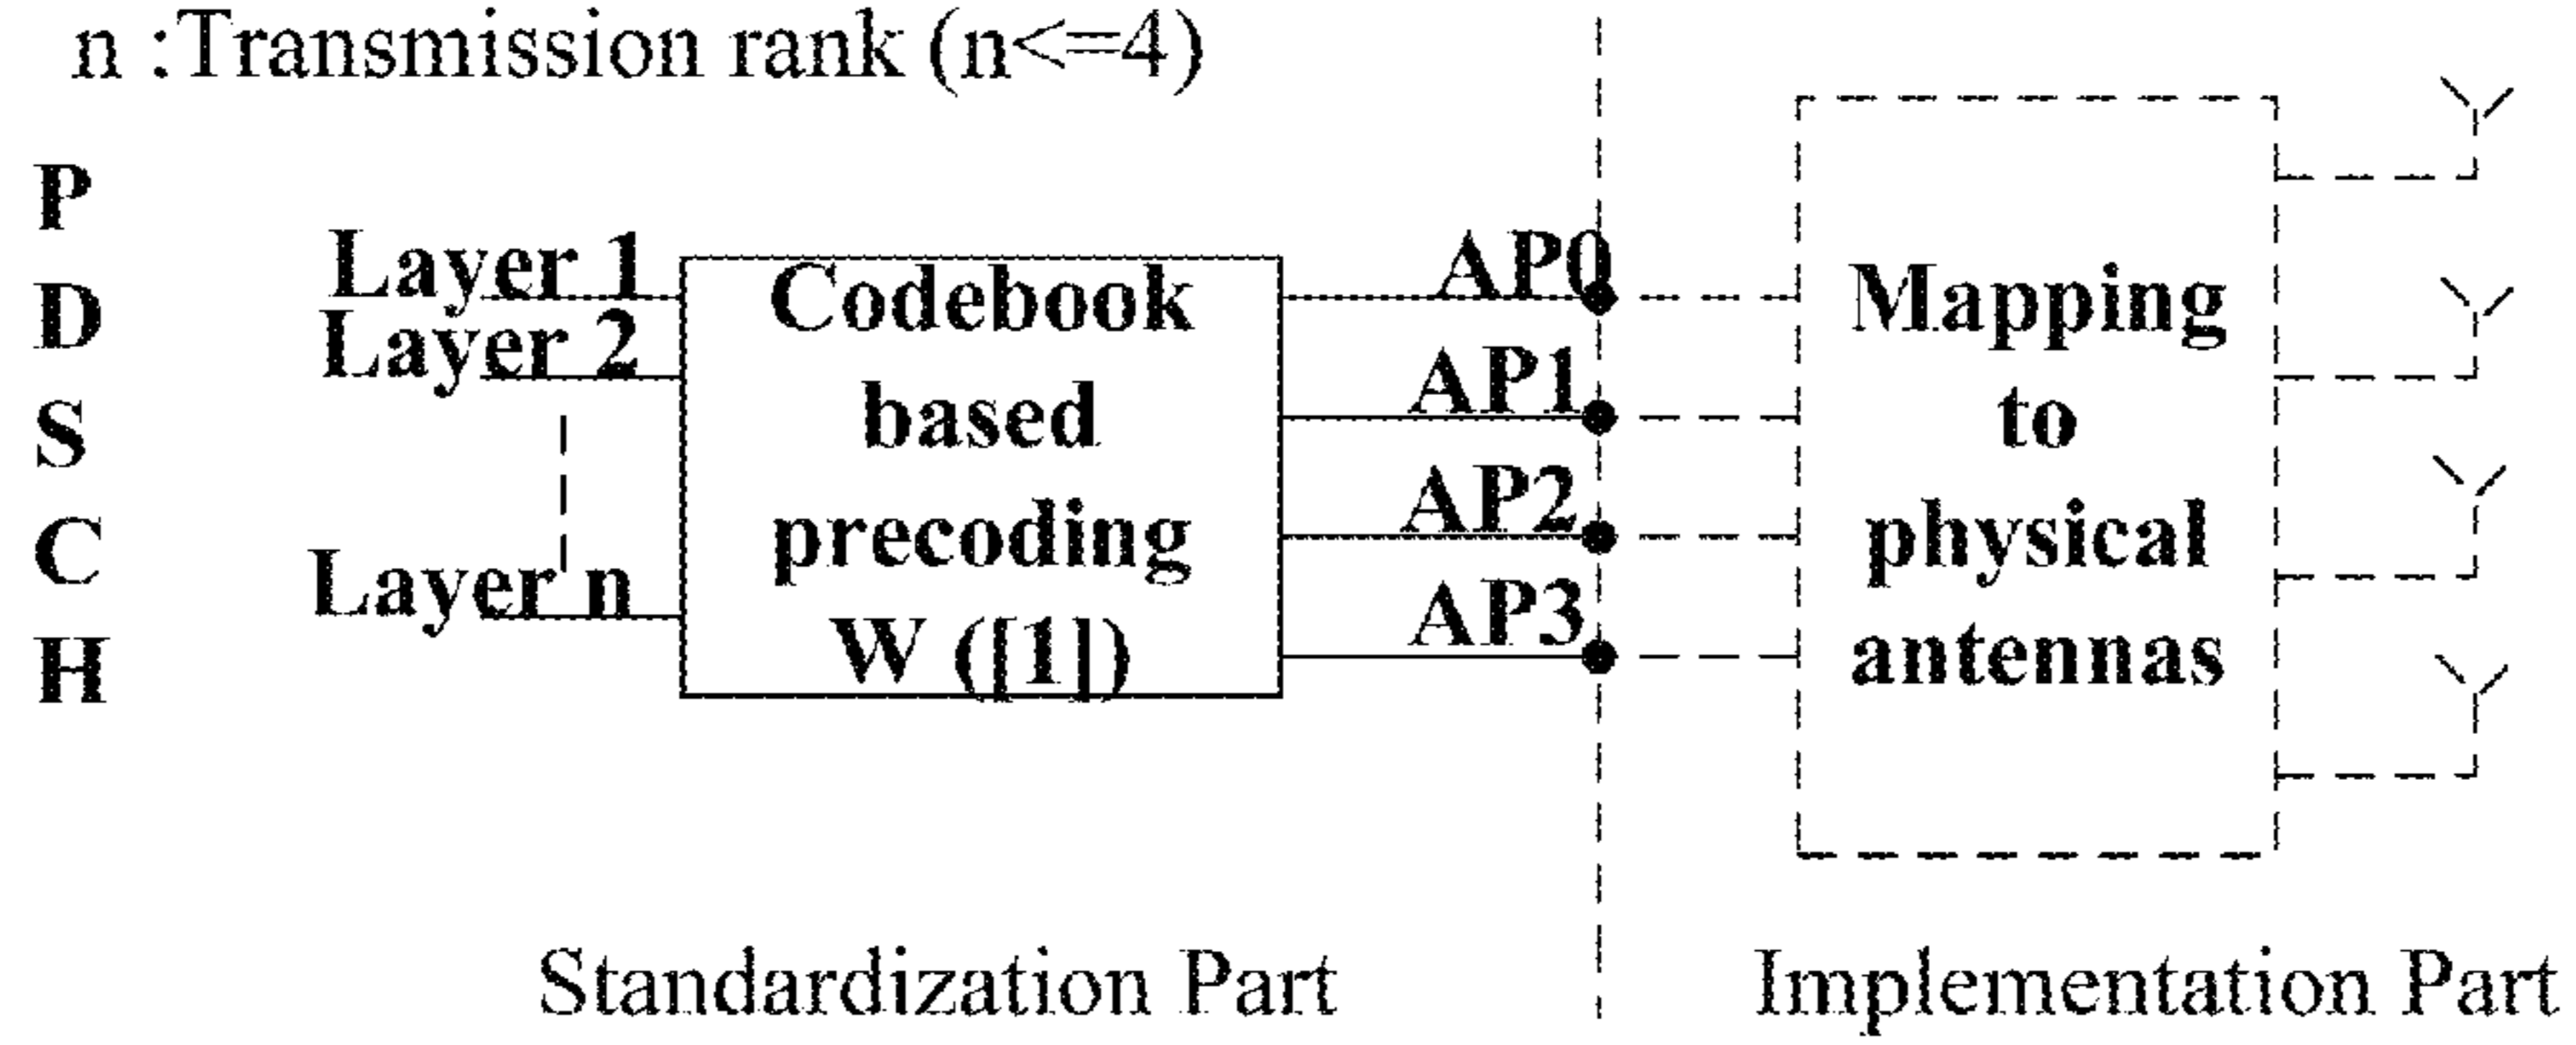 n :Transmission rank (n<=4)
P
D
S
C
H
Layer 1
Layer 2
Layer n
Codebook
based
precoding
W ([1])
AP0
AP1
AP2
AP3
Mapping
to
physical
antennas
Standardization Part
Implementation Part